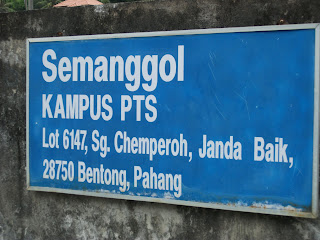 Semanggol
KAMPUS PTS
Lot 6147, Sg. Chemperoh, Janda Baik,
28750 Bentong, Pahang